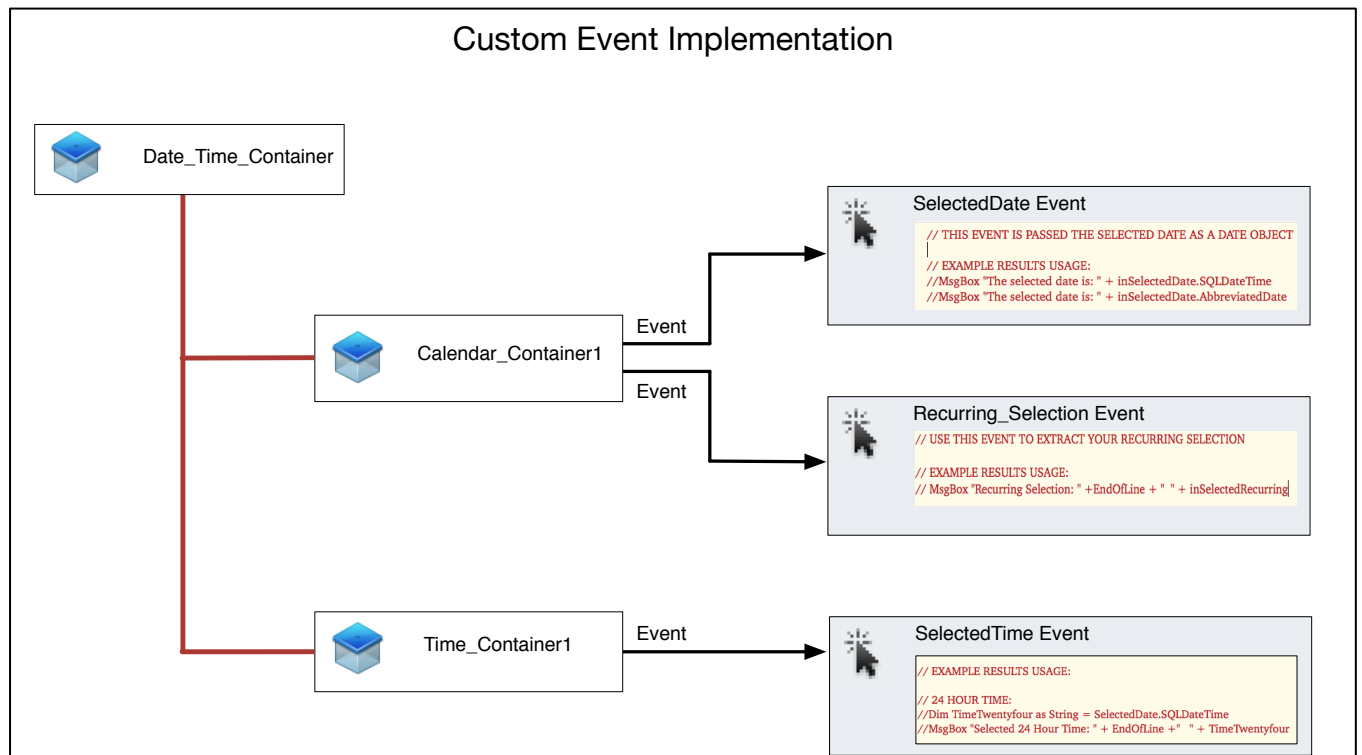 Custom Event Implementation
Date_Time_Container
SelectedDate Event
// THIS EVENT IS PASSED THE SELECTED DATE AS A DATE OBJECT
// EXAMPLE RESULTS USAGE:
//MsgBox "The selected date is: " + inSelectedDate.SQLDateTime
//MsgBox "The selected date is: " + inSelectedDate.AbbreviatedDate
Event
Calendar_Container1
Event
Recurring_Selection Event
// USE THIS EVENT TO EXTRACT YOUR RECURRING SELECTION
// EXAMPLE RESULTS USAGE:
// MsgBox "Recurring Selection: " +EndOfLine + "  " + inSelectedRecurring
Time_Container1
Event
SelectedTime Event
// EXAMPLE RESULTS USAGE:
// 24 HOUR TIME:
//Dim TimeTwentyfour as String = SelectedDate.SQLDateTime
//MsgBox "Selected 24 Hour Time: " + EndOfLine +"   " + TimeTwentyfour